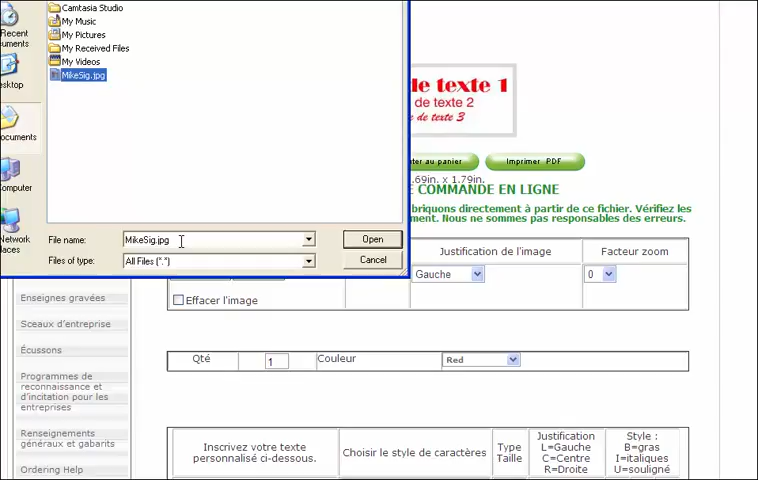 Camtasia Studio
My Music
My Pictures
My Received Files
My Videos
MikeSig.jpg
Recent
Computer
Network
File name:
MikeSig.jpg
Open
Files of type:
All Files (*.*)
Cancel
le texte 1
de texte 2
de texte 3
ter au panier
Imprimer PDF
.69in. x 1.79in.
COMMANDE EN LIGNE
briquons directement à partir de ce fichier. Vérifiez les
ment. Nous ne sommes pas responsables des erreurs.
Justification de l'image
Facteur zoom
Gauche
0
Effacer l'image
Qté
1
Couleur
Red
Enseignes gravées
Sceaux d'entreprise
Écussons
Programmes de
reconnaissance et
d'incitation pour les
entreprises
Renseignements
généraux et gabarits
Ordering Help
Inscrivez votre texte
personnalisé ci-dessous.
Choisir le style de caractères
Type
Taille
Justification
L=Gauche
C=Centre
R=Droite
Style :
B=gras
I=italiques
U=souligné